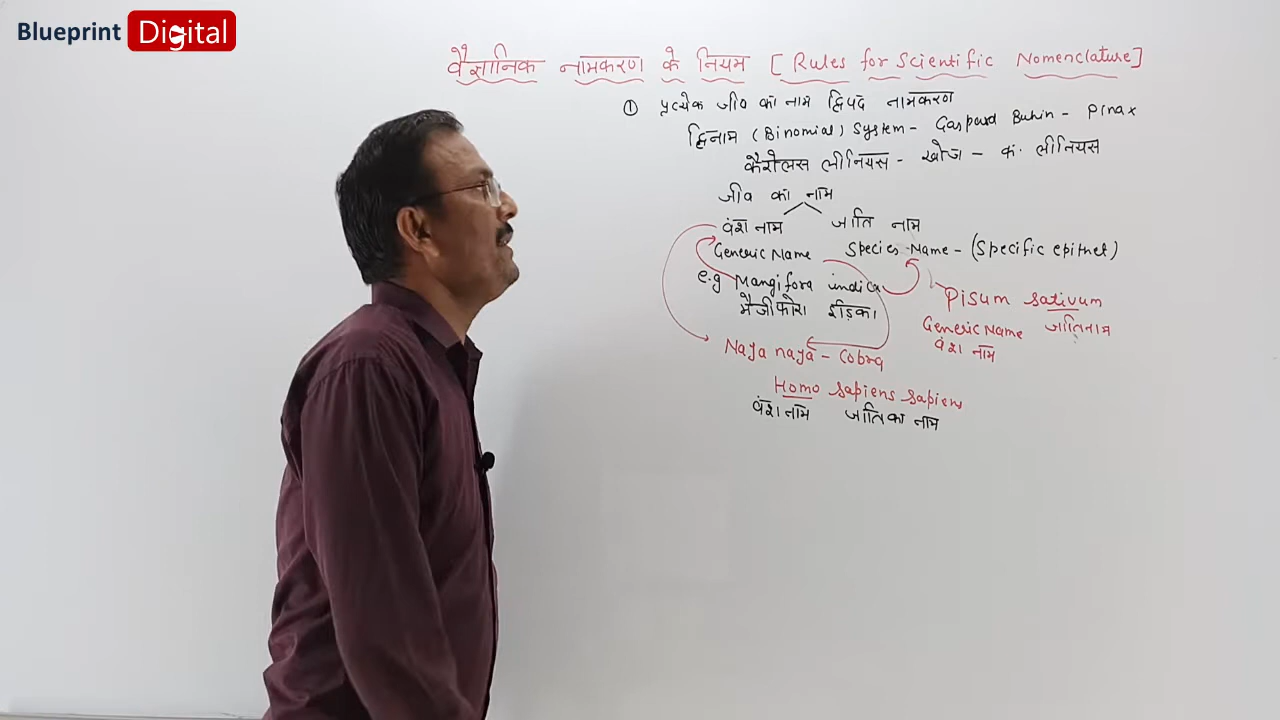 Blueprint Digital
वैज्ञानिक नामकरण के नियम [Rules for Scientific Nomenclature]
① प्रत्येक जीव का नाम द्विपद नामकरण
द्विनाम (Binomial) System - Gaspard Buhin - Pinax
कैरोलस लीनियस - खोज - क. लीनियस
जीव का नाम
वंश नाम जाति नाम
Generic Name Species Name - (Specific epithet)
e.g Mangifora indica
मैंजीफोरा इंडिका
Pisum sativum
Generic Name जातिनाम
वंश नाम
Naja naja - Cobra
Homo sapiens sapiens
वंश नाम जाति का नाम